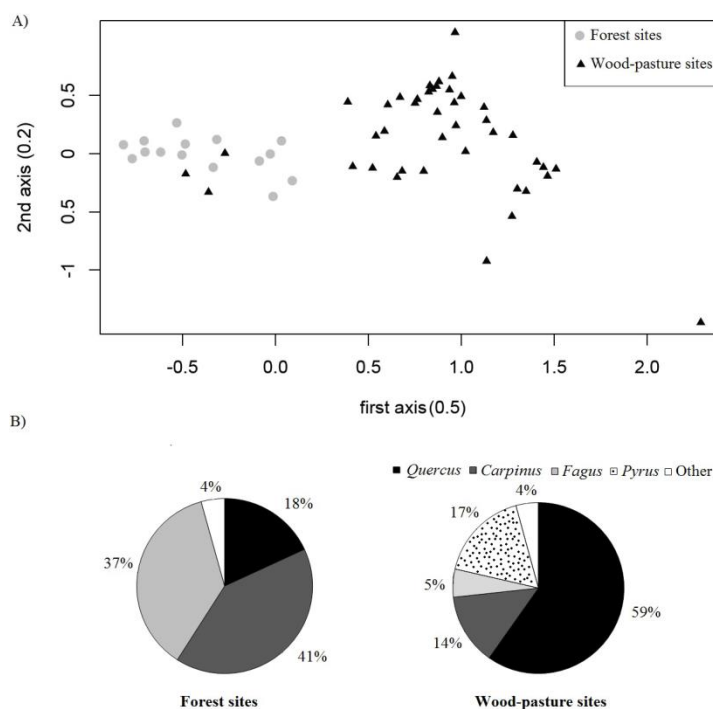 A)
Forest sites
Wood-pasture sites
2nd axis (0.2)
0.5
0
0.5
-1
-0.5
0.0
0.5
1.0
1.5
2.0
first axis (0.5)
B)
Quercus Carpinus Fagus Pyrus Other
4%
18%
37%
41%
Forest sites
4%
17%
5%
14%
59%
Wood-pasture sites